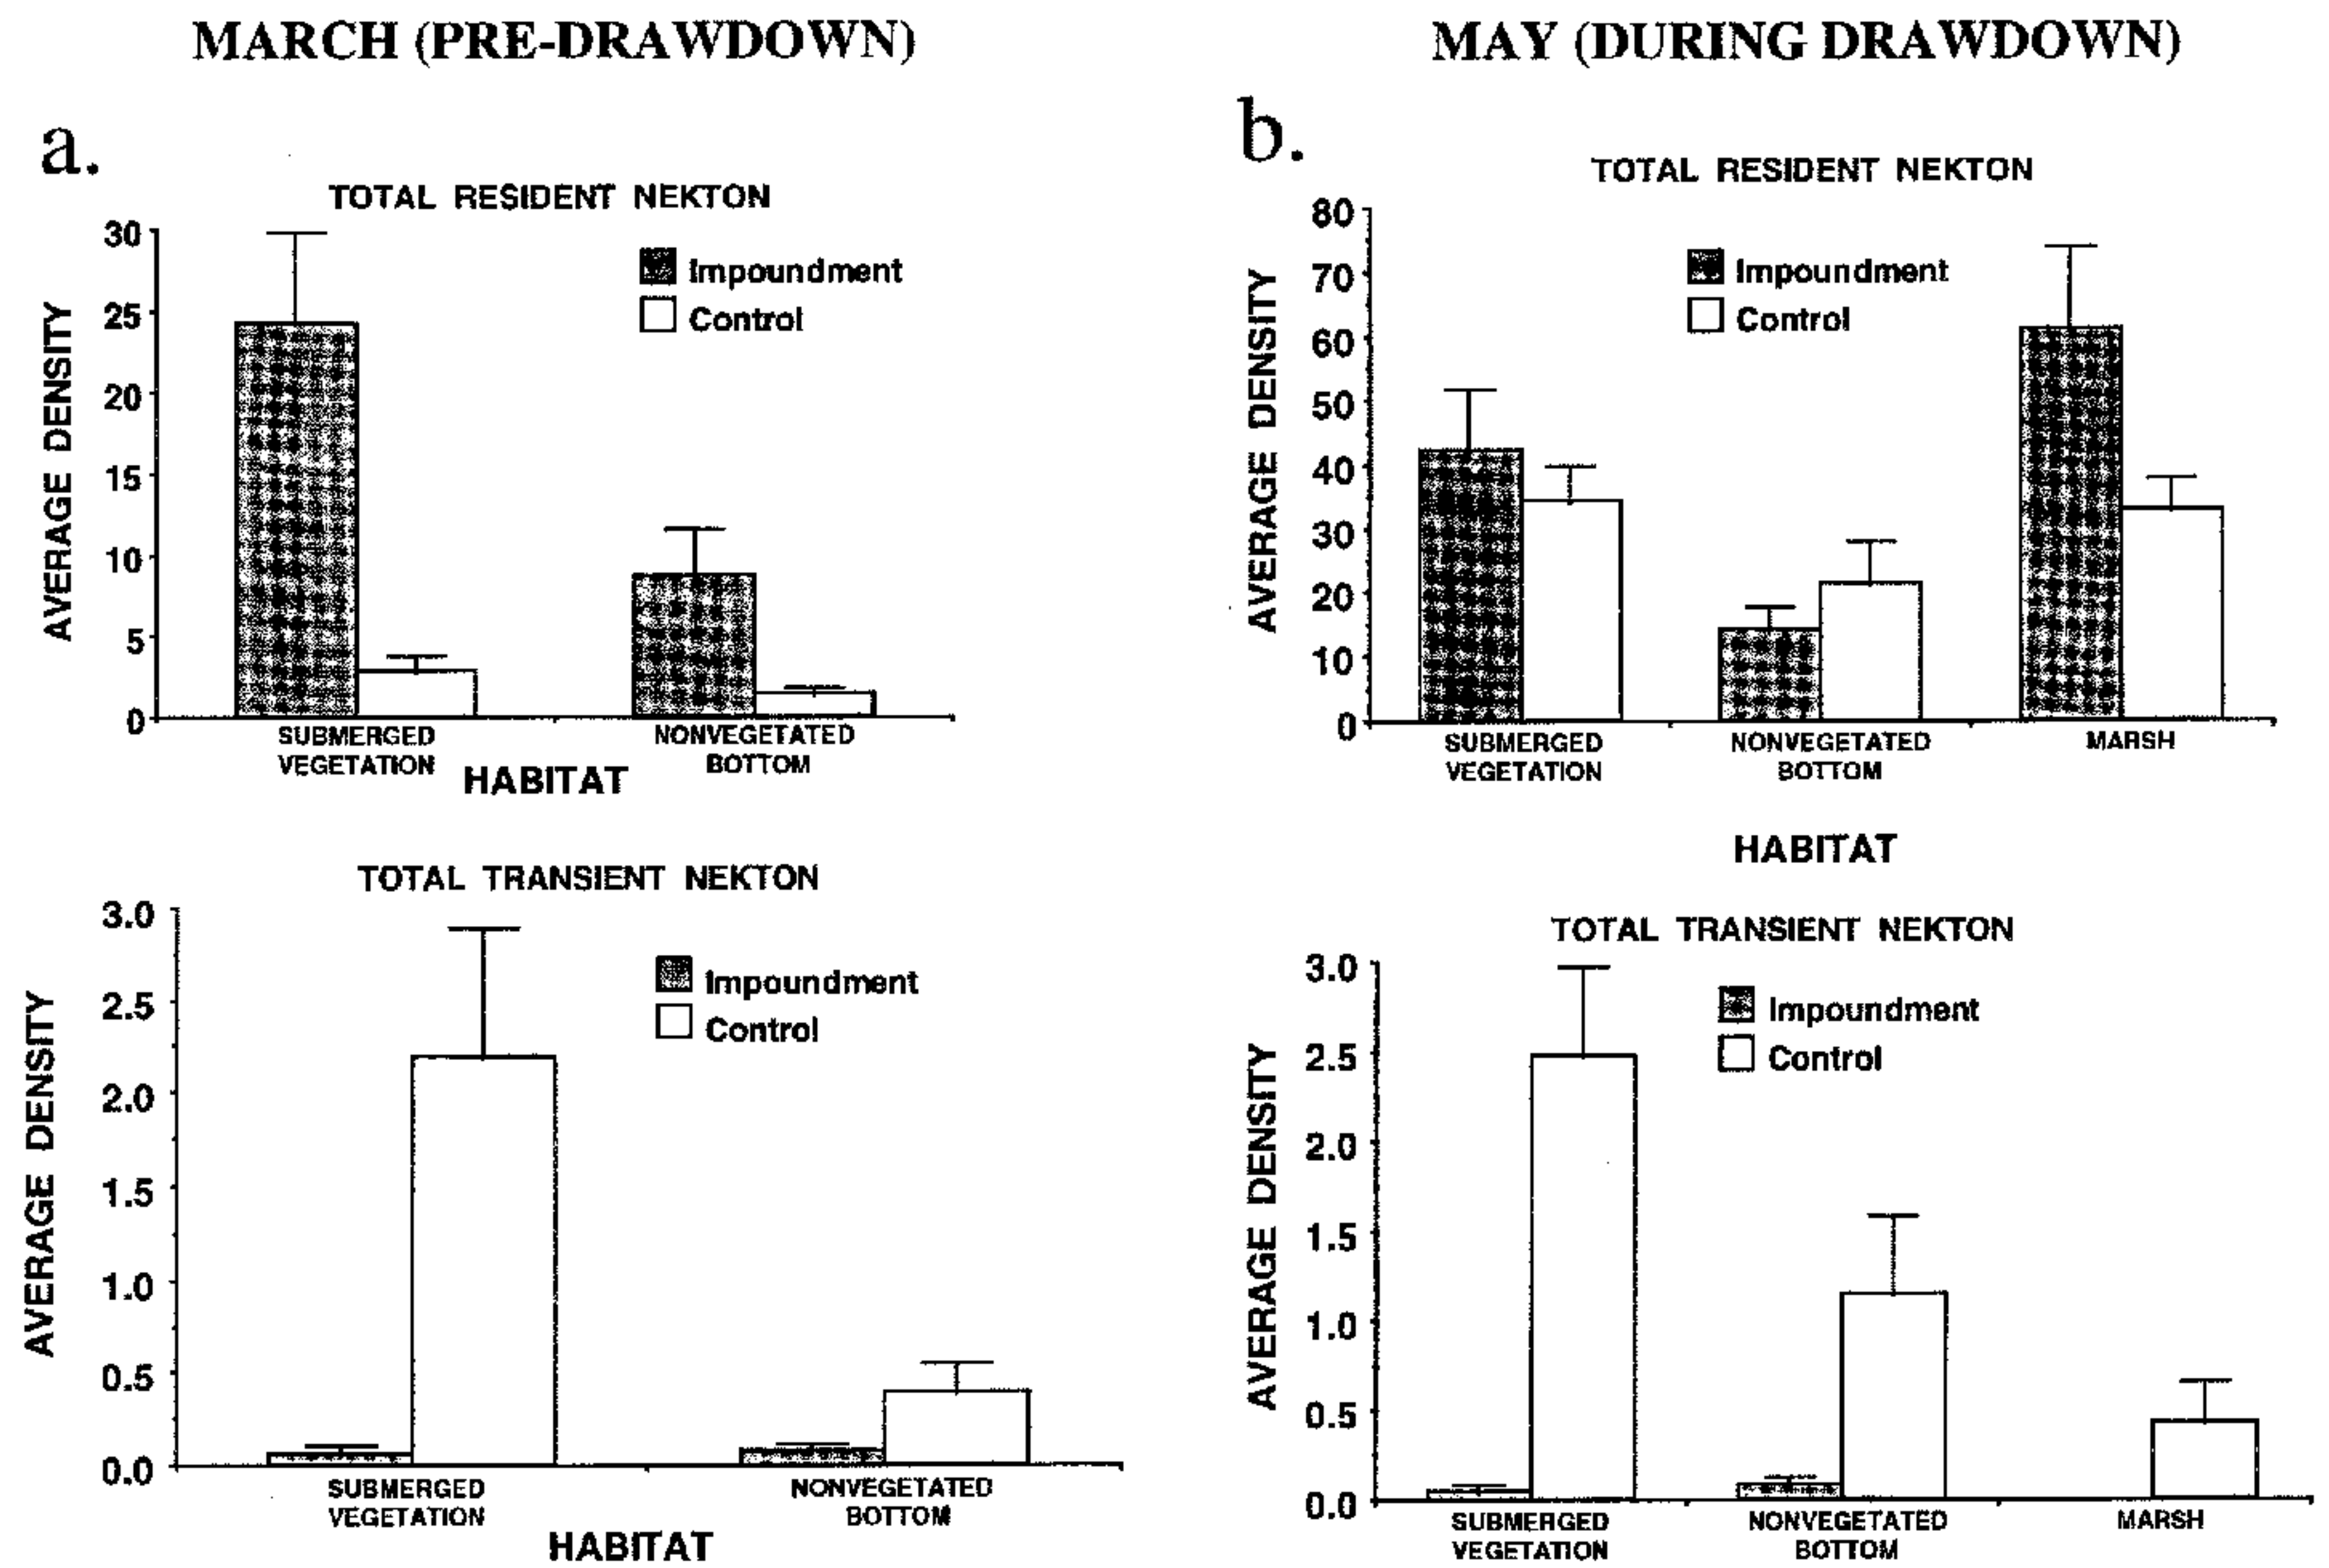 MARCH (PRE-DRAWDOWN)
a.
TOTAL RESIDENT NEKTON
30
25
20
15
10
5
0
AVERAGE DENSITY
Impoundment
Control
SUBMERGED
VEGETATION
NONVEGETATED
BOTTOM
HABITAT
TOTAL TRANSIENT NEKTON
3.0
2.5
2.0
1.5
1.0
0.5
0.0
AVERAGE DENSITY
Impoundment
Control
SUBMERGED
VEGETATION
NONVEGETATED
BOTTOM
HABITAT
MAY (DURING DRAWDOWN)
b.
TOTAL RESIDENT NEKTON
80
70
60
50
40
30
20
10
0
AVERAGE DENSITY
Impoundment
Control
SUBMERGED
VEGETATION
NONVEGETATED
BOTTOM
MARSH
HABITAT
TOTAL TRANSIENT NEKTON
3.0
2.5
2.0
1.5
1.0
0.5
0.0
AVERAGE DENSITY
Impoundment
Control
SUBMERGED
VEGETATION
NONVEGETATED
BOTTOM
MARSH